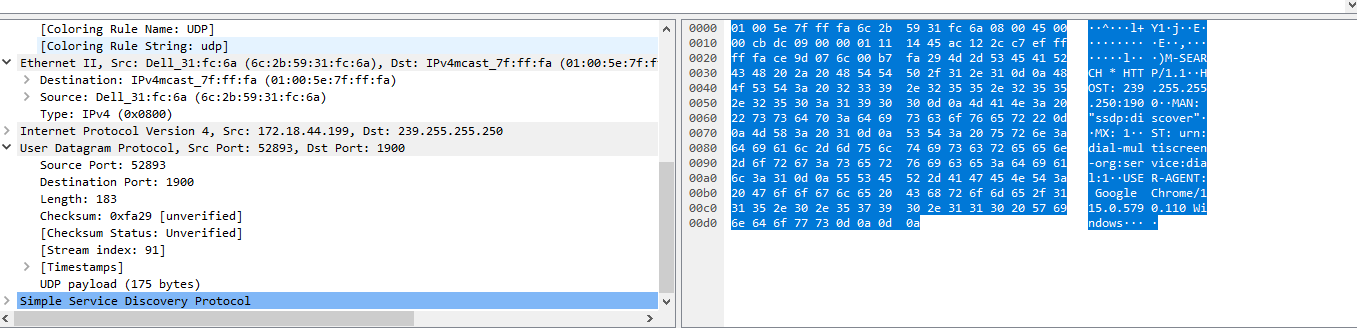 [Coloring Rule Name: UDP]
[Coloring Rule String: udp]
Ethernet II, Src: Dell_31:fc:6a (6c:2b:59:31:fc:6a), Dst: IPv4mcast_7f:ff:fa (01:00:5e:7f:f
Destination: IPv4mcast_7f:ff:fa (01:00:5e:7f:ff:fa)
Source: Dell_31:fc:6a (6c:2b:59:31:fc:6a)
Type: IPv4 (0x0800)
Internet Protocol Version 4, Src: 172.18.44.199, Dst: 239.255.255.250
User Datagram Protocol, Src Port: 52893, Dst Port: 1900
Source Port: 52893
Destination Port: 1900
Length: 183
Checksum: 0xfa29 [unverified]
[Checksum Status: Unverified]
[Stream index: 91]
[Timestamps]
UDP payload (175 bytes)
Simple Service Discovery Protocol
0000 01 00 5e 7f ff fa 6c 2b 59 31 fc 6a 08 00 45 00 ··^···l+ Y1·j··E·
0010 00 cb dc 09 00 00 01 11 14 45 ac 12 2c c7 ef ff ········ ·E··,···
0020 ff fa ce 9d 07 6c 00 b7 fa 29 4d 2d 53 45 41 52 ·····l·· ·)M-SEAR
0030 43 48 20 2a 20 48 54 54 50 2f 31 2e 31 0d 0a 48 CH * HTT P/1.1··H
0040 4f 53 54 3a 20 32 33 39 2e 32 35 35 2e 32 35 35 OST: 239 .255.255
0050 2e 32 35 30 3a 31 39 30 30 0d 0a 4d 41 4e 3a 20 .250:190 0··MAN:
0060 22 73 73 64 70 3a 64 69 73 63 6f 76 65 72 22 0d "ssdp:di scover"·
0070 0a 4d 58 3a 20 31 0d 0a 53 54 3a 20 75 72 6e 3a ·MX: 1·· ST: urn:
0080 64 69 61 6c 2d 6d 75 6c 74 69 73 63 72 65 65 6e dial-mul tiscreen
0090 2d 6f 72 67 3a 73 65 72 76 69 63 65 3a 64 69 61 -org:ser vice:dia
00a0 6c 3a 31 0d 0a 55 53 45 52 2d 41 47 45 4e 54 3a l:1··USE R-AGENT:
00b0 20 47 6f 6f 67 6c 65 20 43 68 72 6f 6d 65 2f 31 Google Chrome/1
00c0 31 35 2e 30 2e 35 37 39 30 2e 31 31 30 20 57 69 15.0.579 0.110 Wi
00d0 6e 64 6f 77 73 0d 0a 0d 0a ndows··· ·